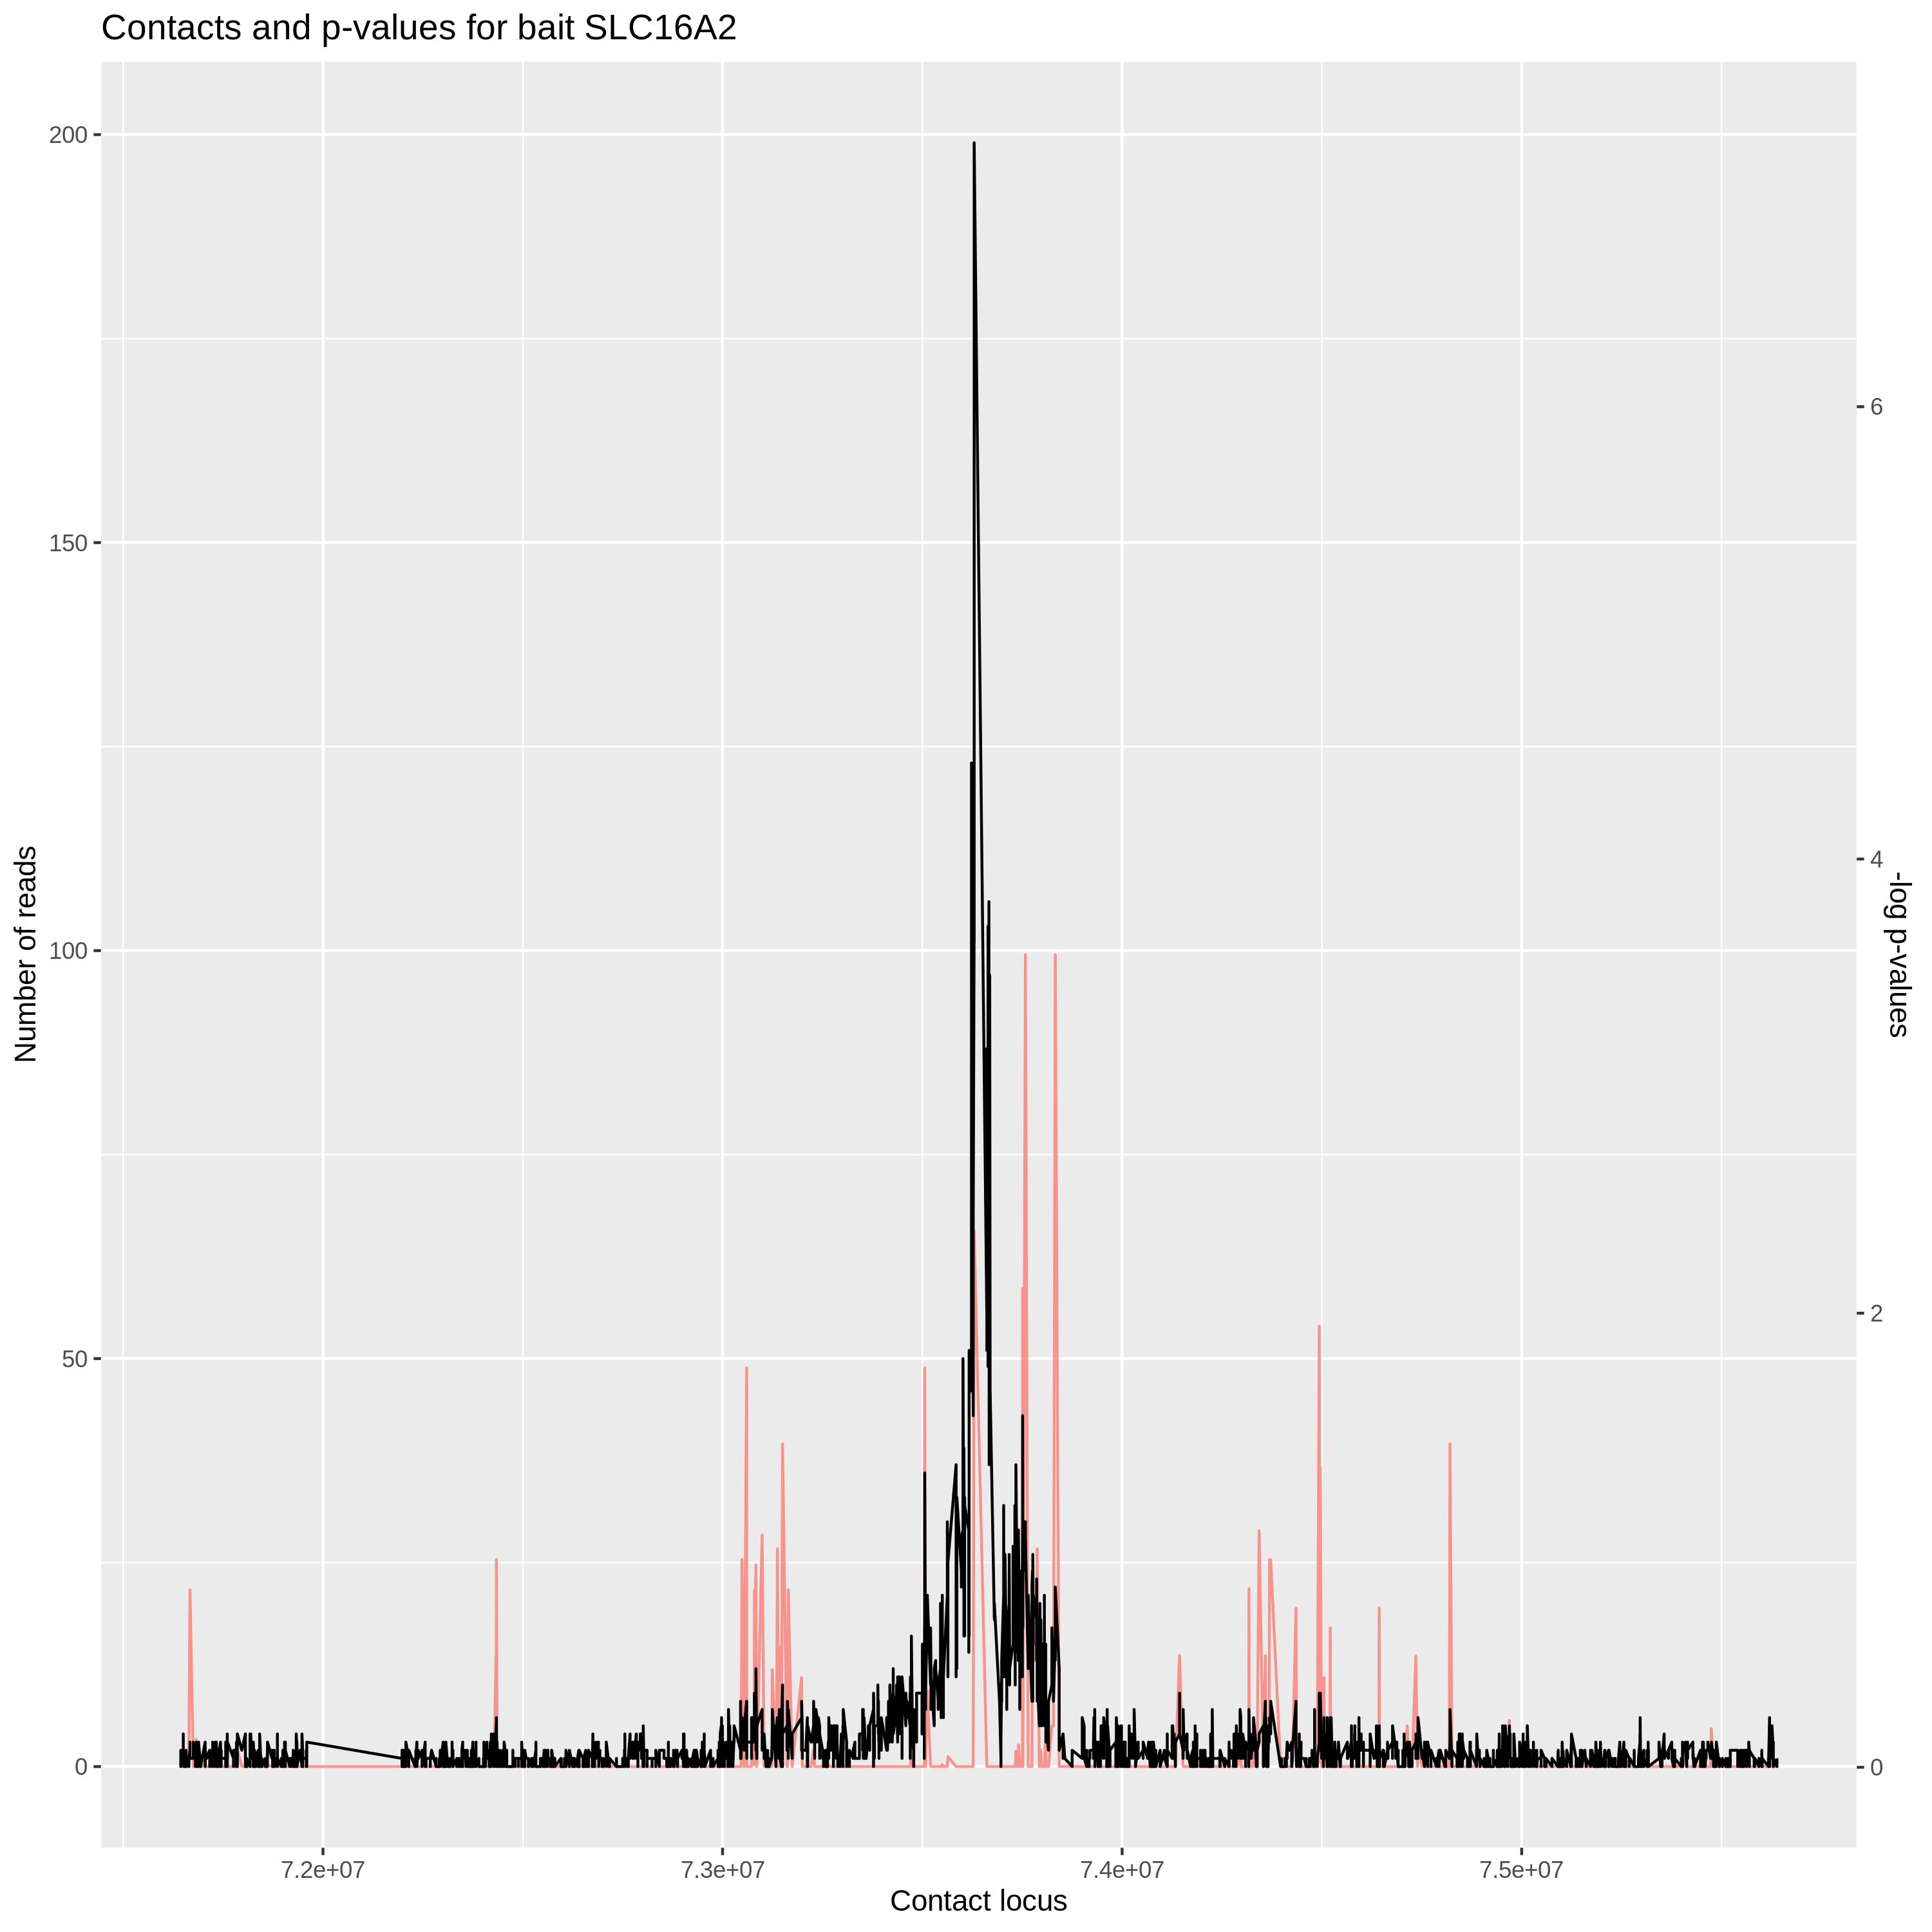 Contacts and p-values for bait SLC16A2
200
150
100
50
0
Number of reads
6
4
2
0
-log p-values
7.2e+07
7.3e+07
7.4e+07
7.5e+07
Contact locus